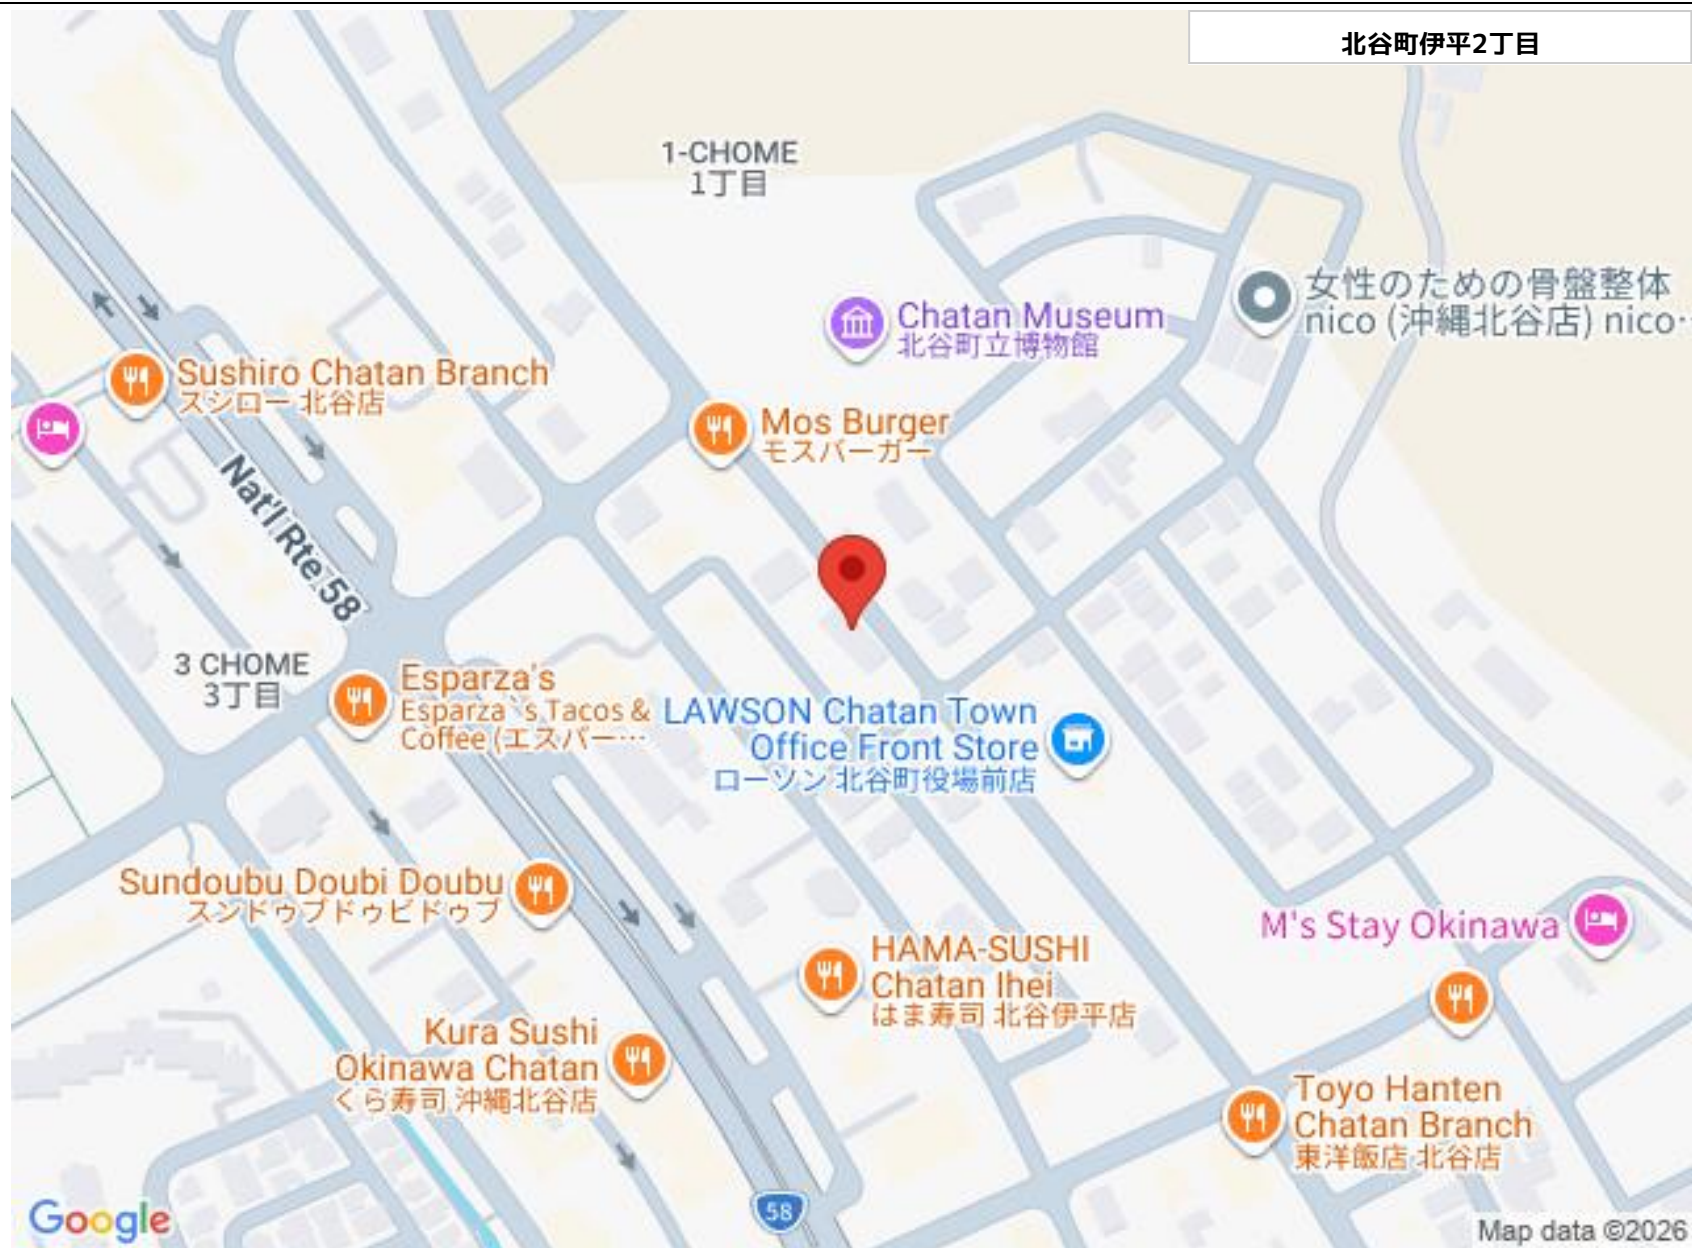 北谷町伊平2丁目
1-CHOME
1丁目
女性のための骨盤整体
nico (沖縄北谷店) nico…
Chatan Museum
北谷町立博物館
Sushiro Chatan Branch
スシロー 北谷店
Mos Burger
モスバーガー
Nat'l Rte 58
3 CHOME
3丁目
Esparza's
Esparza`s Tacos &
Coffee (エスパー…
LAWSON Chatan Town
Office Front Store
ローソン 北谷町役場前店
Sundoubu Doubi Doubu
スンドゥブドゥビドゥブ
M's Stay Okinawa
HAMA-SUSHI
Chatan Ihei
はま寿司 北谷伊平店
Kura Sushi
Okinawa Chatan
くら寿司 沖縄北谷店
Toyo Hanten
Chatan Branch
東洋飯店 北谷店
58
Google
Map data ©2026